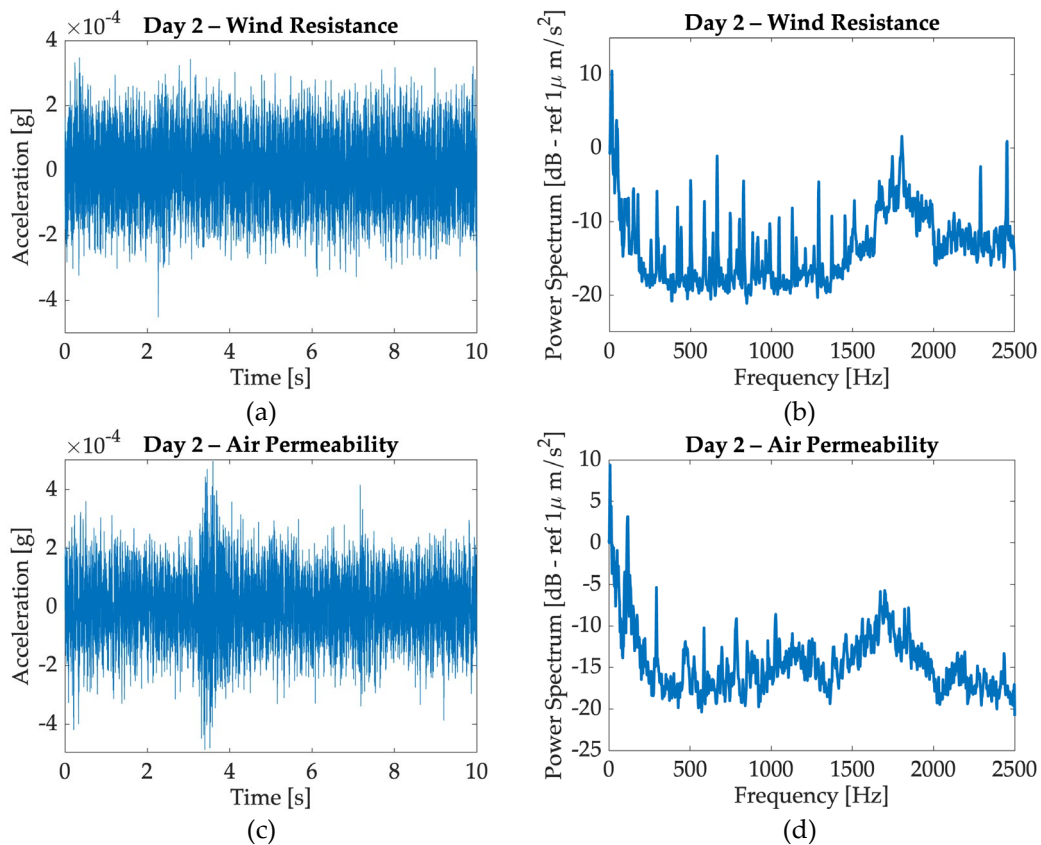 Day 2 – Wind Resistance
×10⁻⁴
Acceleration [g]
4
2
0
-2
-4
0 2 4 6 8 10
Time [s]
(a)
Day 2 – Wind Resistance
Power Spectrum [dB - ref 1μ m/s²]
10
0
-10
-20
0 500 1000 1500 2000 2500
Frequency [Hz]
(b)
Day 2 – Air Permeability
×10⁻⁴
Acceleration [g]
4
2
0
-2
-4
0 2 4 6 8 10
Time [s]
(c)
Day 2 – Air Permeability
Power Spectrum [dB - ref 1μ m/s²]
10
5
0
-5
-10
-15
-20
-25
0 500 1000 1500 2000 2500
Frequency [Hz]
(d)